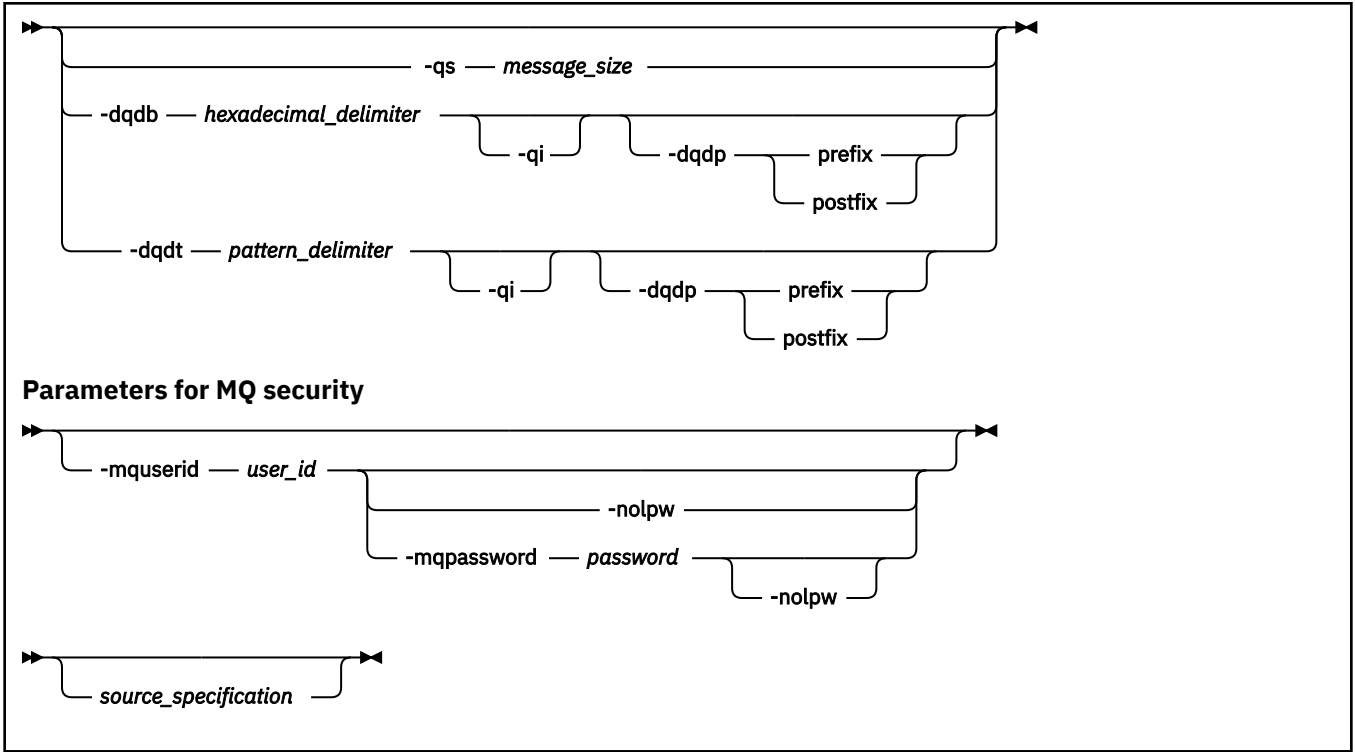 -qs message_size
-dqdb hexadecimal_delimiter
-qi -dqdp prefix
postfix
-dqdt pattern_delimiter
-qi -dqdp prefix
postfix
Parameters for MQ security
-mquserid user_id
-nolpw
-mqpassword password
-nolpw
source_specification